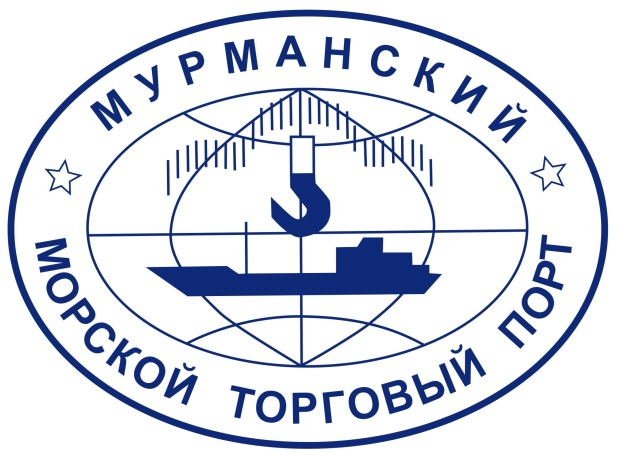 МУРМАНСКИЙ
МОРСКОЙ ТОРГОВЫЙ ПОРТ